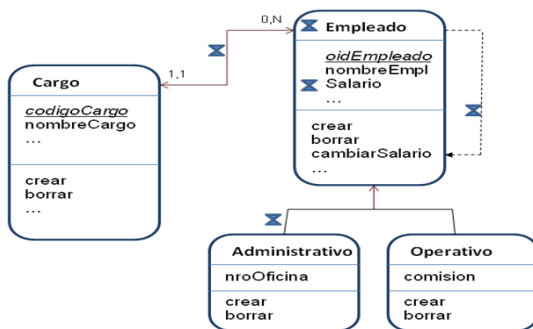 0,N
1,1
Cargo
codigoCargo
nombreCargo
...
crear
borrar
...
Empleado
oidEmpleado
nombreEmpl
Salario
...
crear
borrar
cambiarSalario
...
Administrativo
nroOficina
crear
borrar
Operativo
comision
crear
borrar